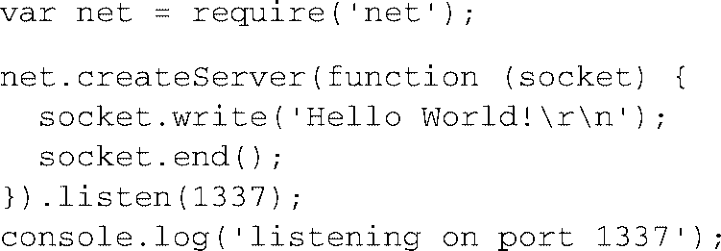 var net = require('net');
net.createServer(function (socket) {
  socket.write('Hello World!\r\n');
  socket.end();
}).listen(1337);
console.log('listening on port 1337');